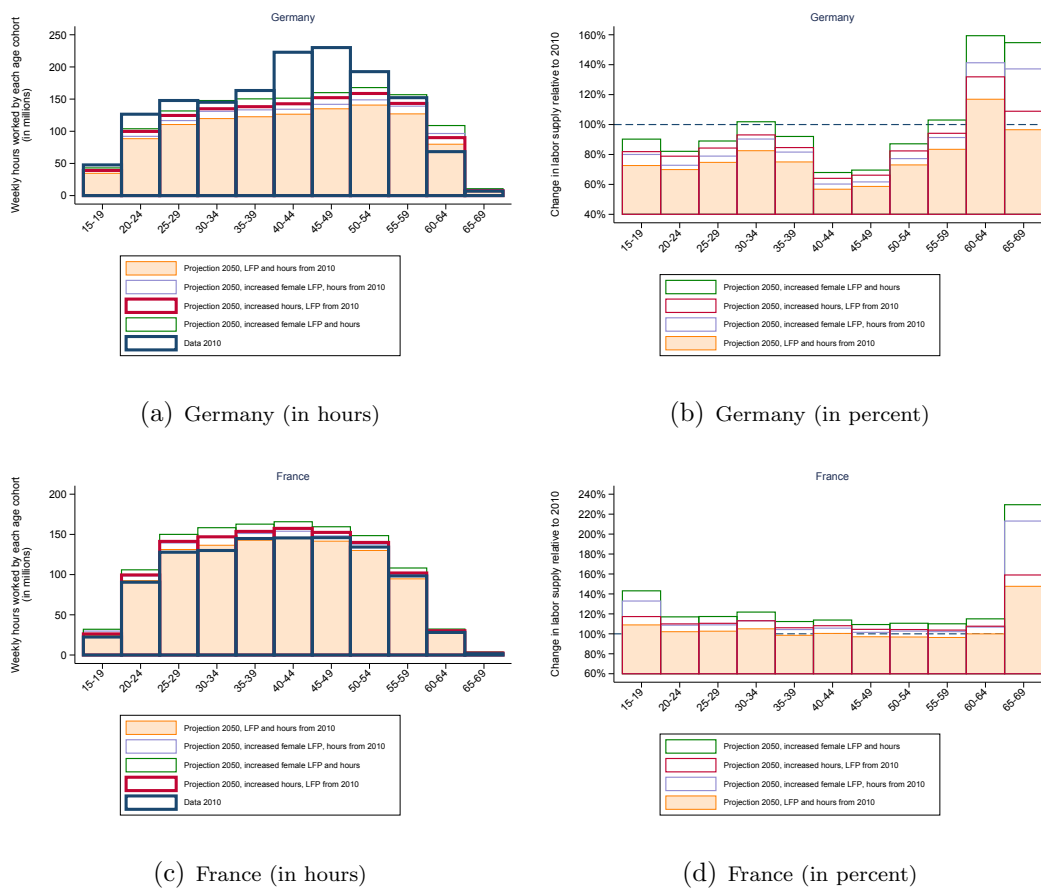 Germany
Weekly hours worked by each age cohort
(in millions)
250
200
150
100
50
0
15-19
20-24
25-29
30-34
35-39
40-44
45-49
50-54
55-59
60-64
65-69
Projection 2050, LFP and hours from 2010
Projection 2050, increased female LFP, hours from 2010
Projection 2050, increased hours, LFP from 2010
Projection 2050, increased female LFP and hours
Data 2010
(a) Germany (in hours)
Germany
Change in labor supply relative to 2010
160%
140%
120%
100%
80%
60%
40%
15-19
20-24
25-29
30-34
35-39
40-44
45-49
50-54
55-59
60-64
65-69
Projection 2050, increased female LFP and hours
Projection 2050, increased hours, LFP from 2010
Projection 2050, increased female LFP, hours from 2010
Projection 2050, LFP and hours from 2010
(b) Germany (in percent)
France
Weekly hours worked by each age cohort
(in millions)
200
150
100
50
0
15-19
20-24
25-29
30-34
35-39
40-44
45-49
50-54
55-59
60-64
65-69
Projection 2050, LFP and hours from 2010
Projection 2050, increased female LFP, hours from 2010
Projection 2050, increased female LFP and hours
Projection 2050, increased hours, LFP from 2010
Data 2010
(c) France (in hours)
France
Change in labor supply relative to 2010
240%
220%
200%
180%
160%
140%
120%
100%
80%
60%
15-19
20-24
25-29
30-34
35-39
40-44
45-49
50-54
55-59
60-64
65-69
Projection 2050, increased female LFP and hours
Projection 2050, increased hours, LFP from 2010
Projection 2050, increased female LFP, hours from 2010
Projection 2050, LFP and hours from 2010
(d) France (in percent)